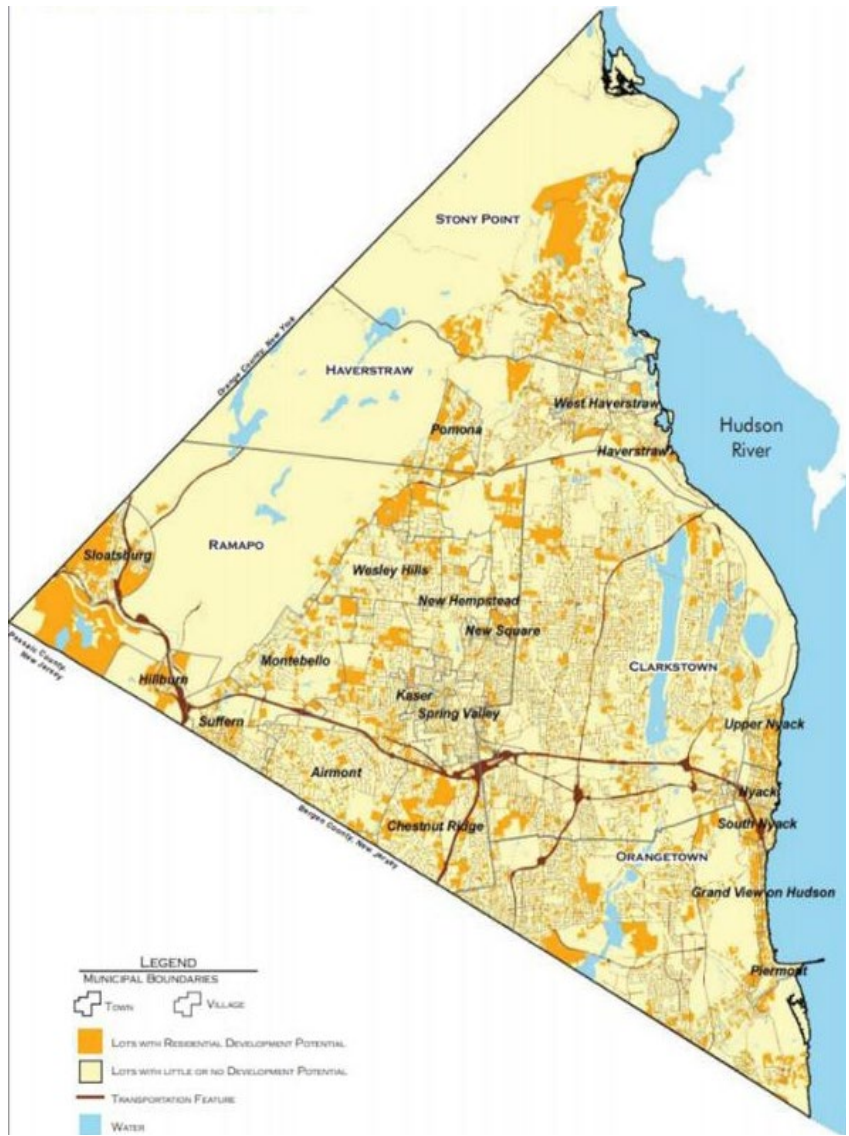 STONY POINT
Orange County, New York
HAVERSTRAW
West Haverstraw
Pomona
Hudson
River
Haverstraw
RAMAPO
Sloatsburg
Wesley Hills
New Hempstead
New Square
Montebello
CLARKSTOWN
Passaic County,
New Jersey
Hillburn
Kaser
Spring Valley
Suffern
Upper Nyack
Airmont
Nyack
Bergen County, New Jersey
Chestnut Ridge
South Nyack
ORANGETOWN
Grand View on Hudson
Piermont
LEGEND
MUNICIPAL BOUNDARIES
TOWN
VILLAGE
LOTS WITH RESIDENTIAL DEVELOPMENT POTENTIAL
LOTS WITH LITTLE OR NO DEVELOPMENT POTENTIAL
TRANSPORTATION FEATURE
WATER